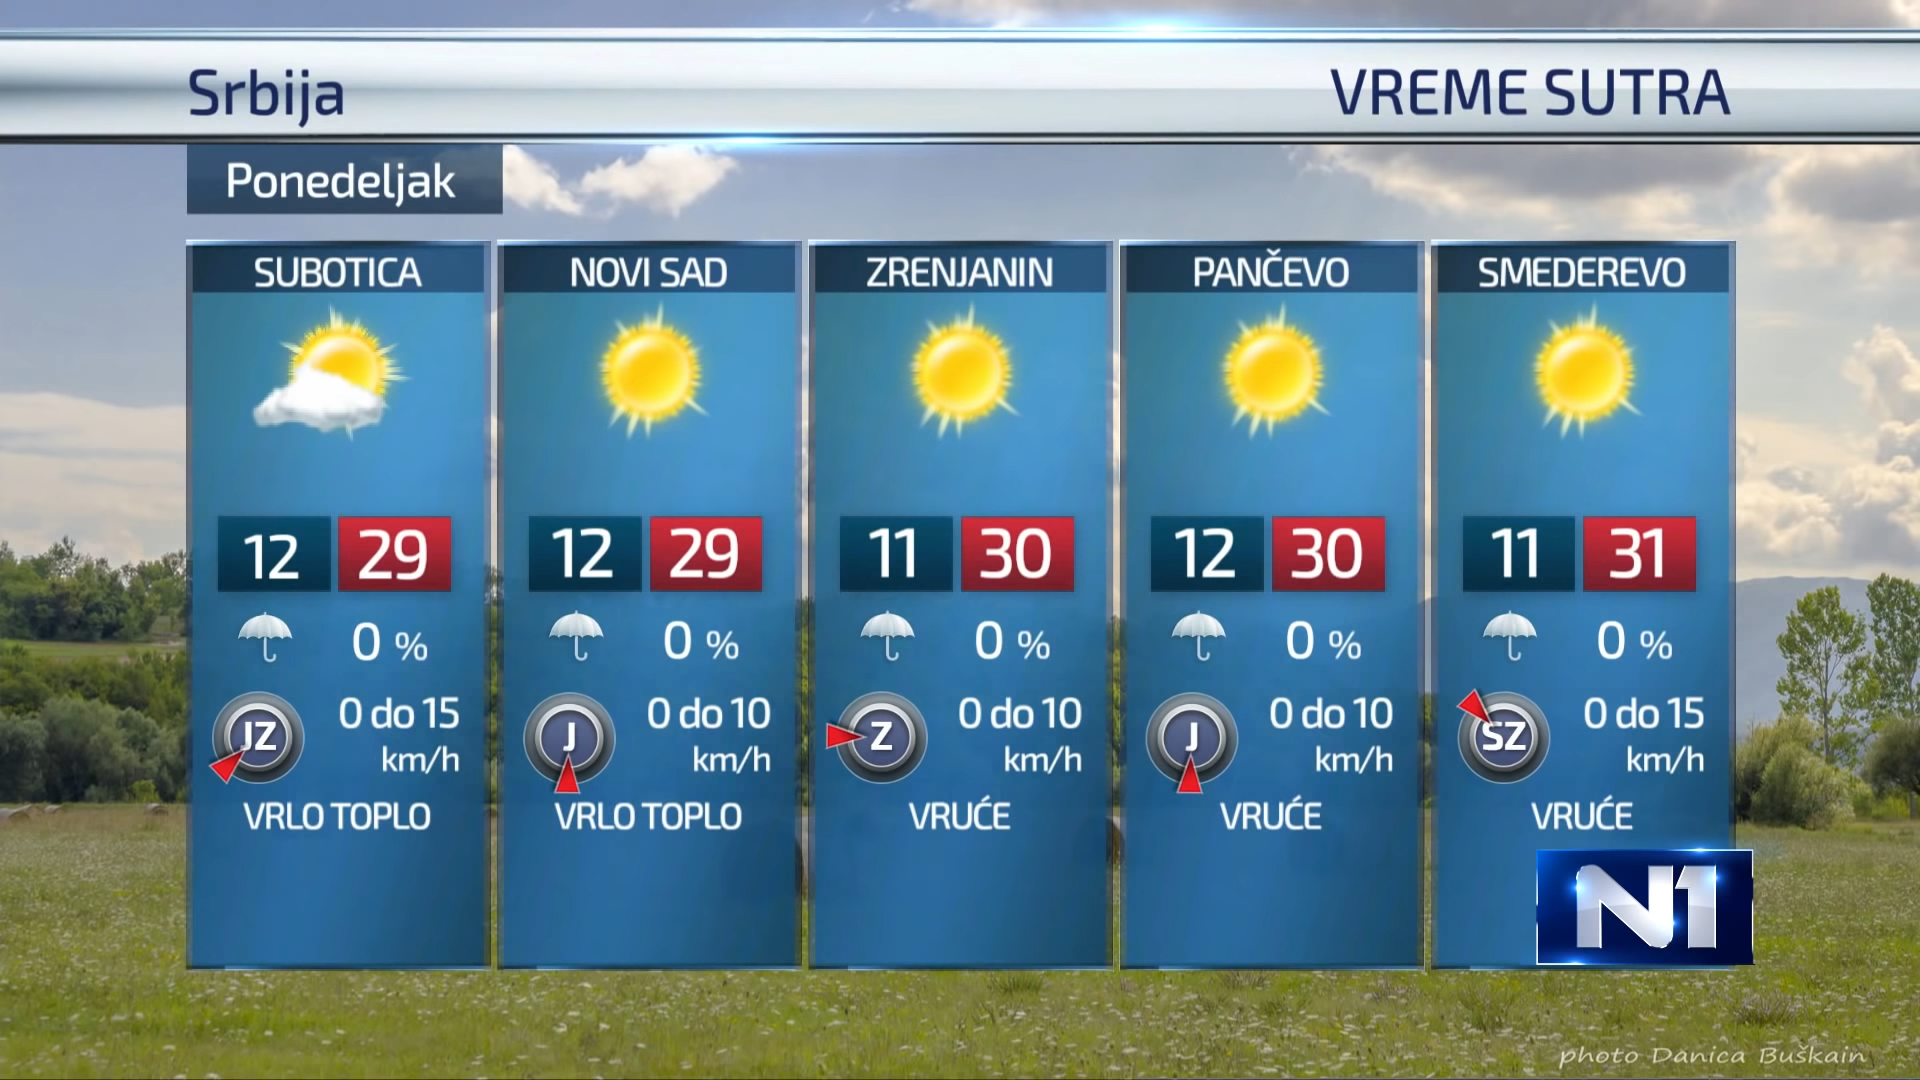 Srbija
VREME SUTRA
Ponedeljak
SUBOTICA
12 29
0 %
JZ
0 do 15
km/h
VRLO TOPLO
NOVI SAD
12 29
0 %
J
0 do 10
km/h
VRLO TOPLO
ZRENJANIN
11 30
0 %
Z
0 do 10
km/h
VRUĆE
PANČEVO
12 30
0 %
J
0 do 10
km/h
VRUĆE
SMEDEREVO
11 31
0 %
SZ
0 do 15
km/h
VRUĆE
N1
photo Danica Buškain